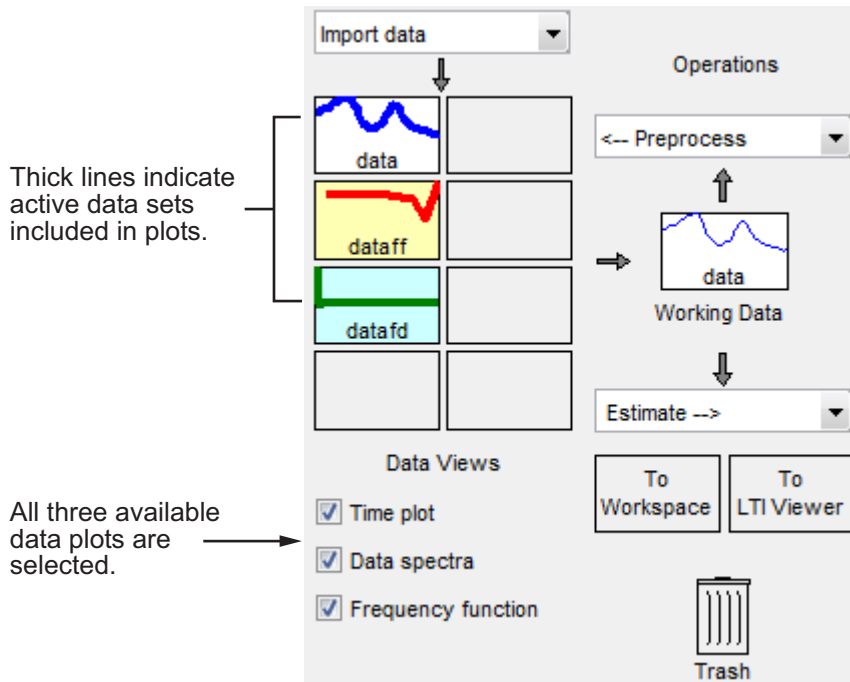 Import data
Operations
data
<-- Preprocess
Thick lines indicate
active data sets
included in plots.
dataff
data
Working Data
datafd
Estimate -->
Data Views
To
Workspace
To
LTI Viewer
All three available
data plots are
selected.
Time plot
Data spectra
Frequency function
Trash